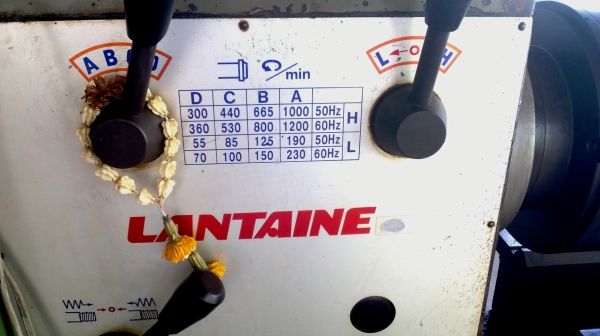 A B C D
L O H
/min
D C B A
300 440 665 1000 50Hz H
360 530 800 1200 60Hz
55 85 125 190 50Hz L
70 100 150 230 60Hz
LANTAINE